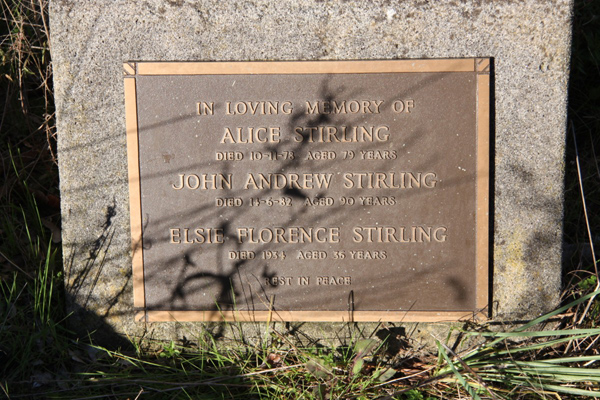 IN LOVING MEMORY OF
ALICE STIRLING
DIED 10-11-78 AGED 79 YEARS
JOHN ANDREW STIRLING
DIED 14-6-82 AGED 90 YEARS
ELSIE FLORENCE STIRLING
DIED 1934 AGED 36 YEARS
REST IN PEACE